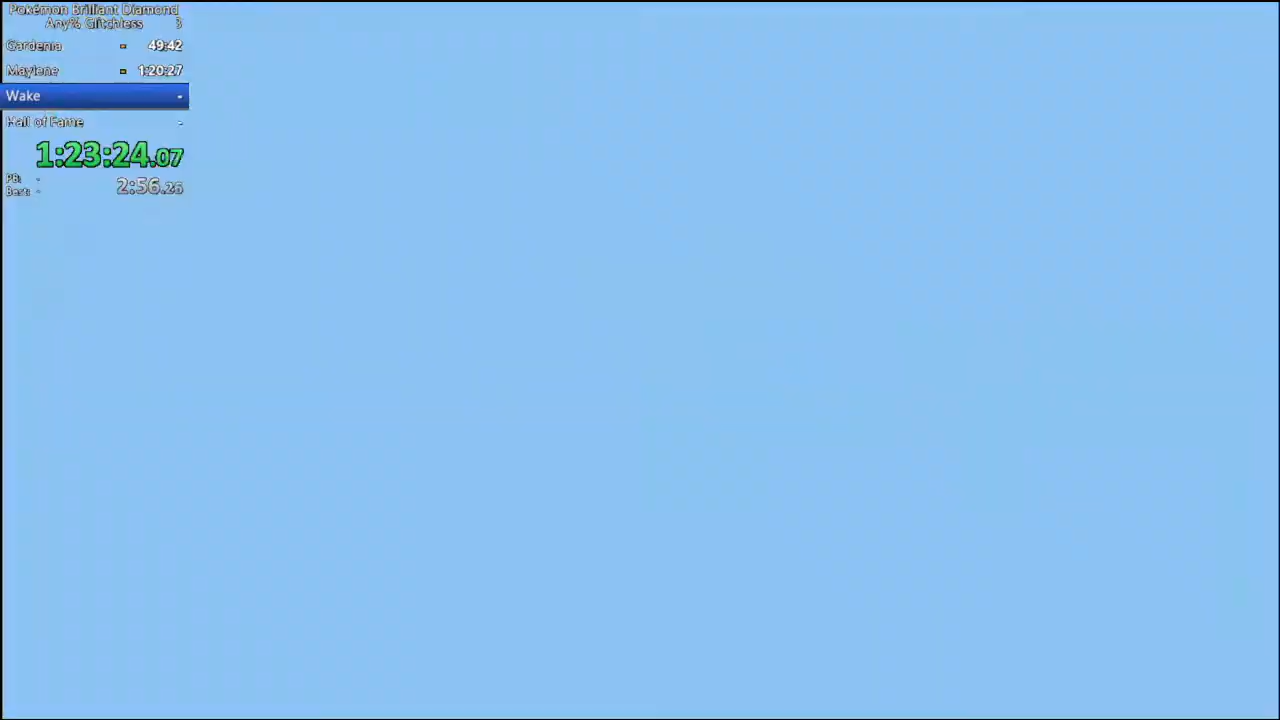 Pokémon Brilliant Diamond
Any% Glitchless 3
Gardenia - 49:42
Maylene - 1:20:27
Wake -
Hall of Fame -
1:23:24.07
PB: -
Best: -
2:56.26